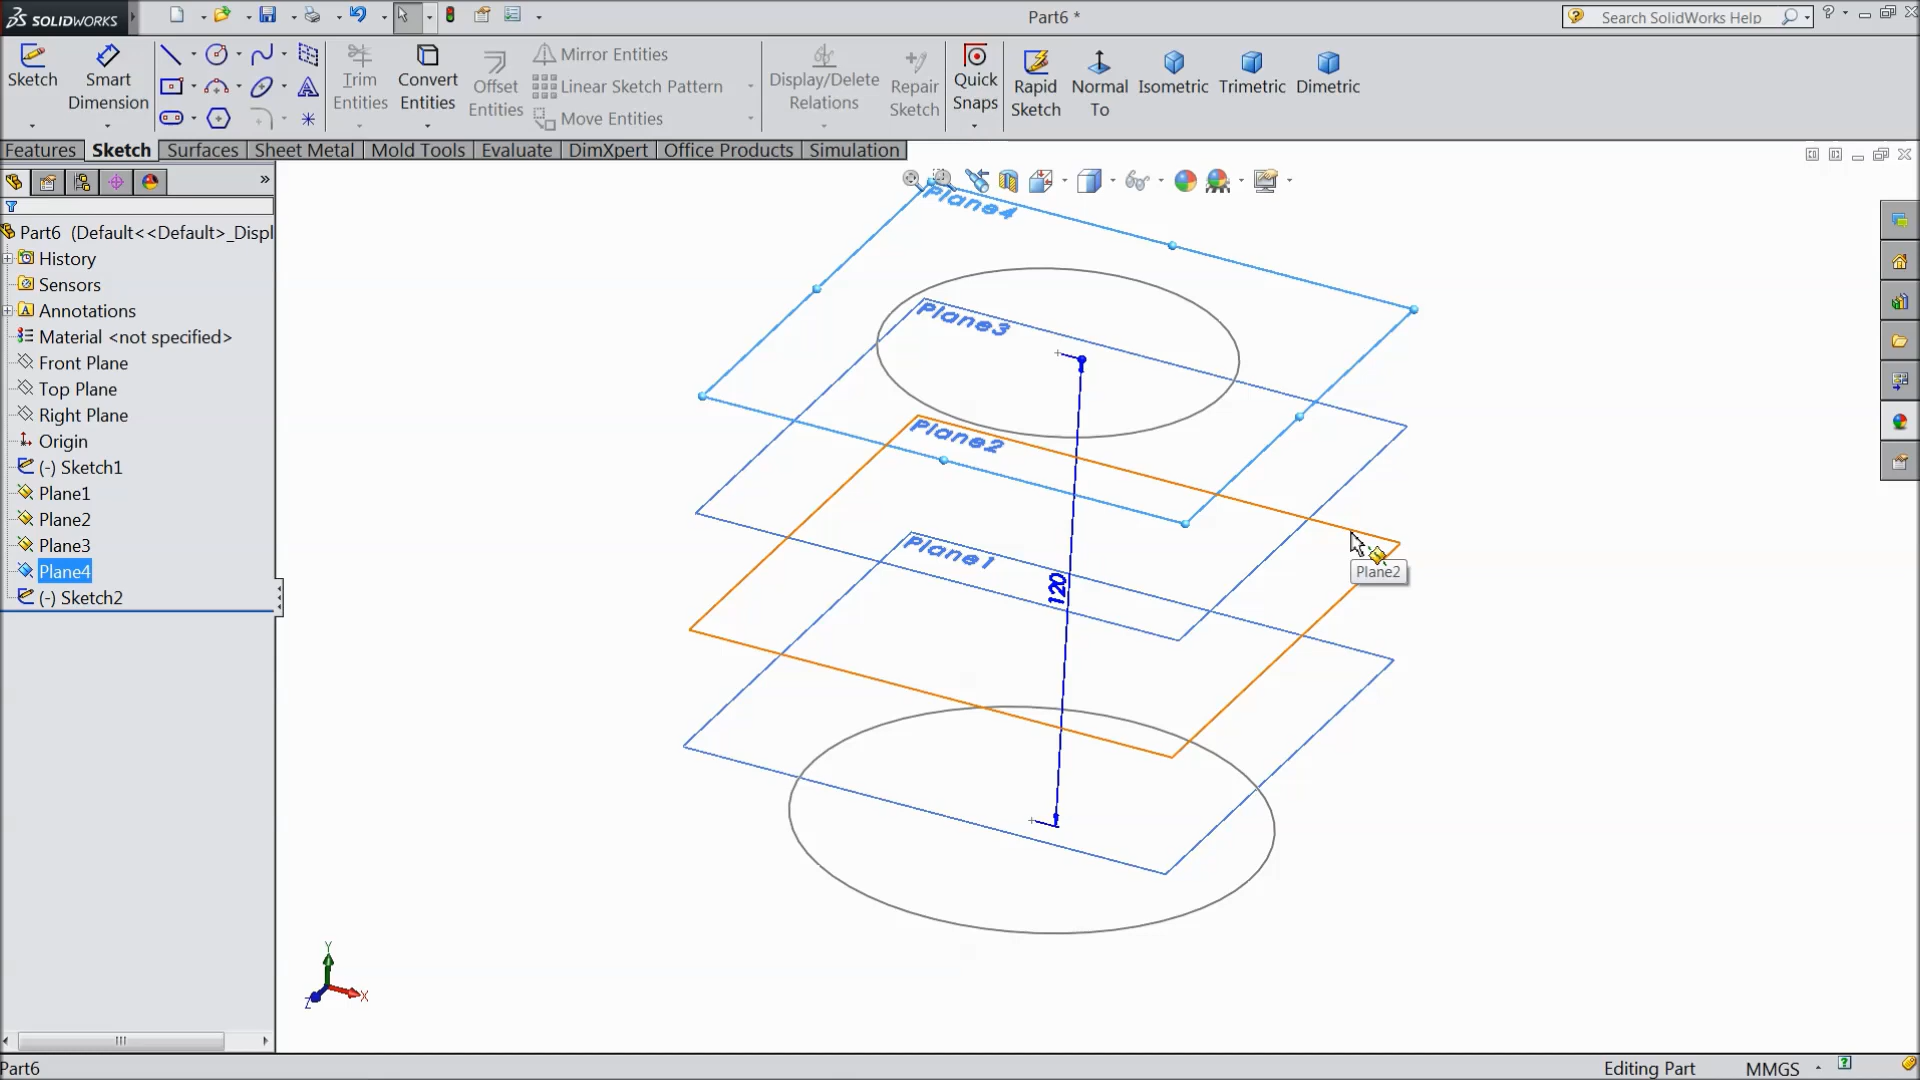 SOLIDWORKS
Part6 *
Search SolidWorks Help
Sketch
Smart
Dimension
Trim
Entities
Convert
Entities
Offset
Entities
Mirror Entities
Linear Sketch Pattern
Move Entities
Display/Delete
Relations
Repair
Sketch
Quick
Snaps
Rapid
Sketch
Normal
To
Isometric
Trimetric
Dimetric
Features
Sketch
Surfaces
Sheet Metal
Mold Tools
Evaluate
DimXpert
Office Products
Simulation
Part6 (Default<<Default>_Displ
History
Sensors
Annotations
Material <not specified>
Front Plane
Top Plane
Right Plane
Origin
(-) Sketch1
Plane1
Plane2
Plane3
Plane4
(-) Sketch2
Plane4
Plane3
Plane2
Plane1
120
Plane2
Y
X
Z
Part6
Editing Part
MMGS